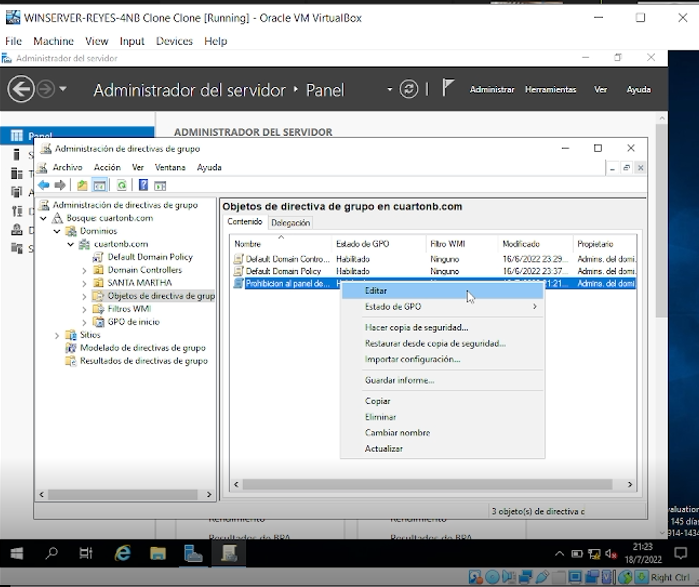 WINSERVER-REYES-4NB Clone Clone [Running] - Oracle VM VirtualBox
File Machine View Input Devices Help
Administrador del servidor
Administrador del servidor Panel
Administrar Herramientas Ver Ayuda
Panel
ADMINISTRADOR DEL SERVIDOR
Administración de directivas de grupo
Archivo Acción Ver Ventana Ayuda
Administración de directivas de grupo
Bosque: cuartonb.com
Dominios
cuartonb.com
Default Domain Policy
Domain Controllers
SANTA MARTHA
Objetos de directiva de grup
Filtros WMI
GPO de inicio
Sitios
Modelado de directivas de grupo
Resultados de directivas de grupo
Objetos de directiva de grupo en cuartonb.com
Contenido Delegación
Nombre Estado de GPO Filtro WMI Modificado Propietario
Default Domain Contro... Habilitado Ninguno 16/6/2022 23:29... Admins. del domi.
Default Domain Policy Habilitado Ninguno 16/6/2022 23:37... Admins. del domi.
Prohibicion al panel de... 21:21... Admins. del domi.
Editar
Estado de GPO
Hacer copia de seguridad...
Restaurar desde copia de seguridad...
Importar configuración...
Guardar informe...
Copiar
Eliminar
Cambiar nombre
Actualizar
3 objeto(s) de directiva c
Rendimiento Rendimiento
Resultados de BPA Resultados de BPA
valuation
145 días
914-1434
21:23
18/7/2022
Right Ctrl